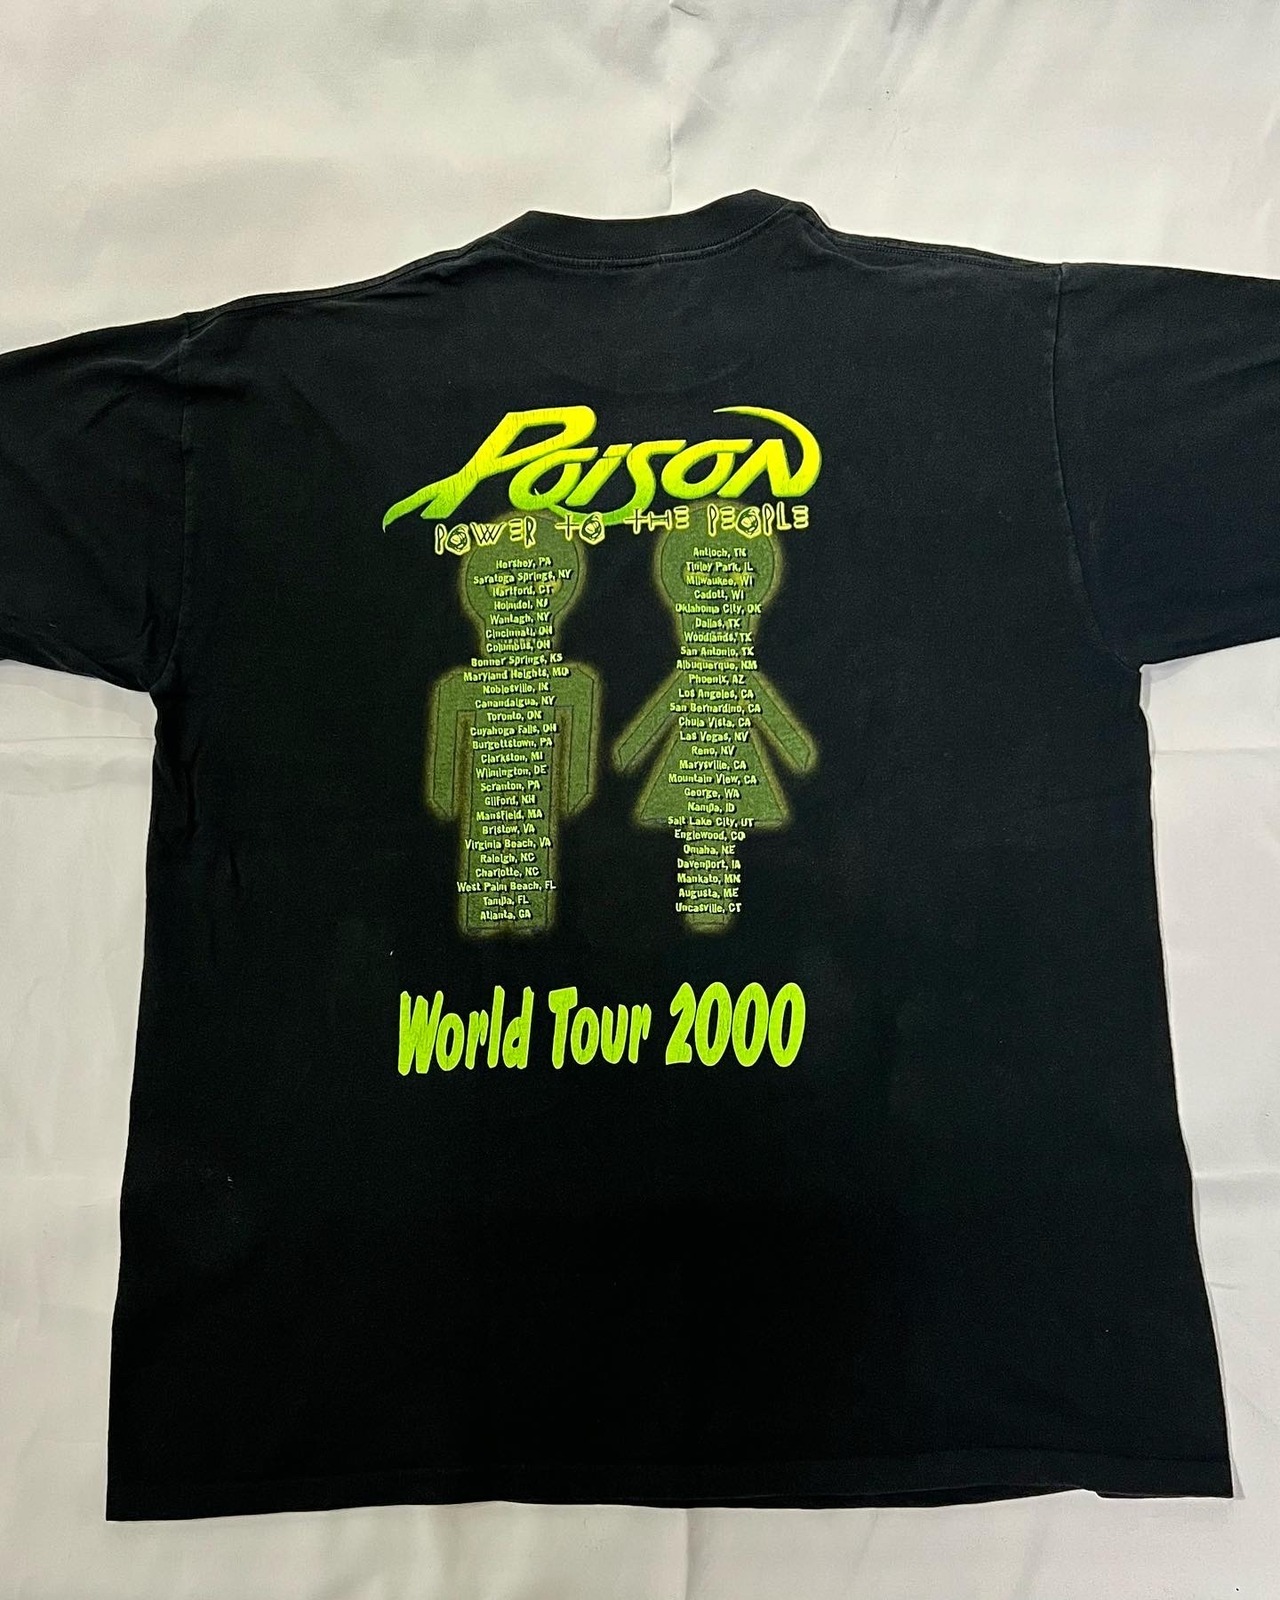 Poison
POWER TO THE PEOPLE
Hershey, PA
Saratoga Springs, NY
Hartford, CT
Holmdel, NJ
Wantagh, NY
Cincinnati, OH
Columbus, OH
Bonner Springs, KS
Maryland Heights, MO
Noblesville, IN
Canandaigua, NY
Toronto, ON
Cuyahoga Falls, OH
Burgettstown, PA
Clarkston, MI
Wilmington, DE
Scranton, PA
Gilford, NH
Mansfield, MA
Bristow, VA
Virginia Beach, VA
Raleigh, NC
Charlotte, NC
West Palm Beach, FL
Tampa, FL
Atlanta, GA
Antioch, TN
Tinley Park, IL
Milwaukee, WI
Cadott, WI
Oklahoma City, OK
Dallas, TX
Woodlands, TX
San Antonio, TX
Albuquerque, NM
Phoenix, AZ
Los Angeles, CA
San Bernardino, CA
Chula Vista, CA
Las Vegas, NV
Reno, NV
Marysville, CA
Mountain View, CA
George, WA
Nampa, ID
Salt Lake City, UT
Englewood, CO
Omaha, NE
Davenport, IA
Mankato, MN
Augusta, ME
Uncasville, CT
World Tour 2000